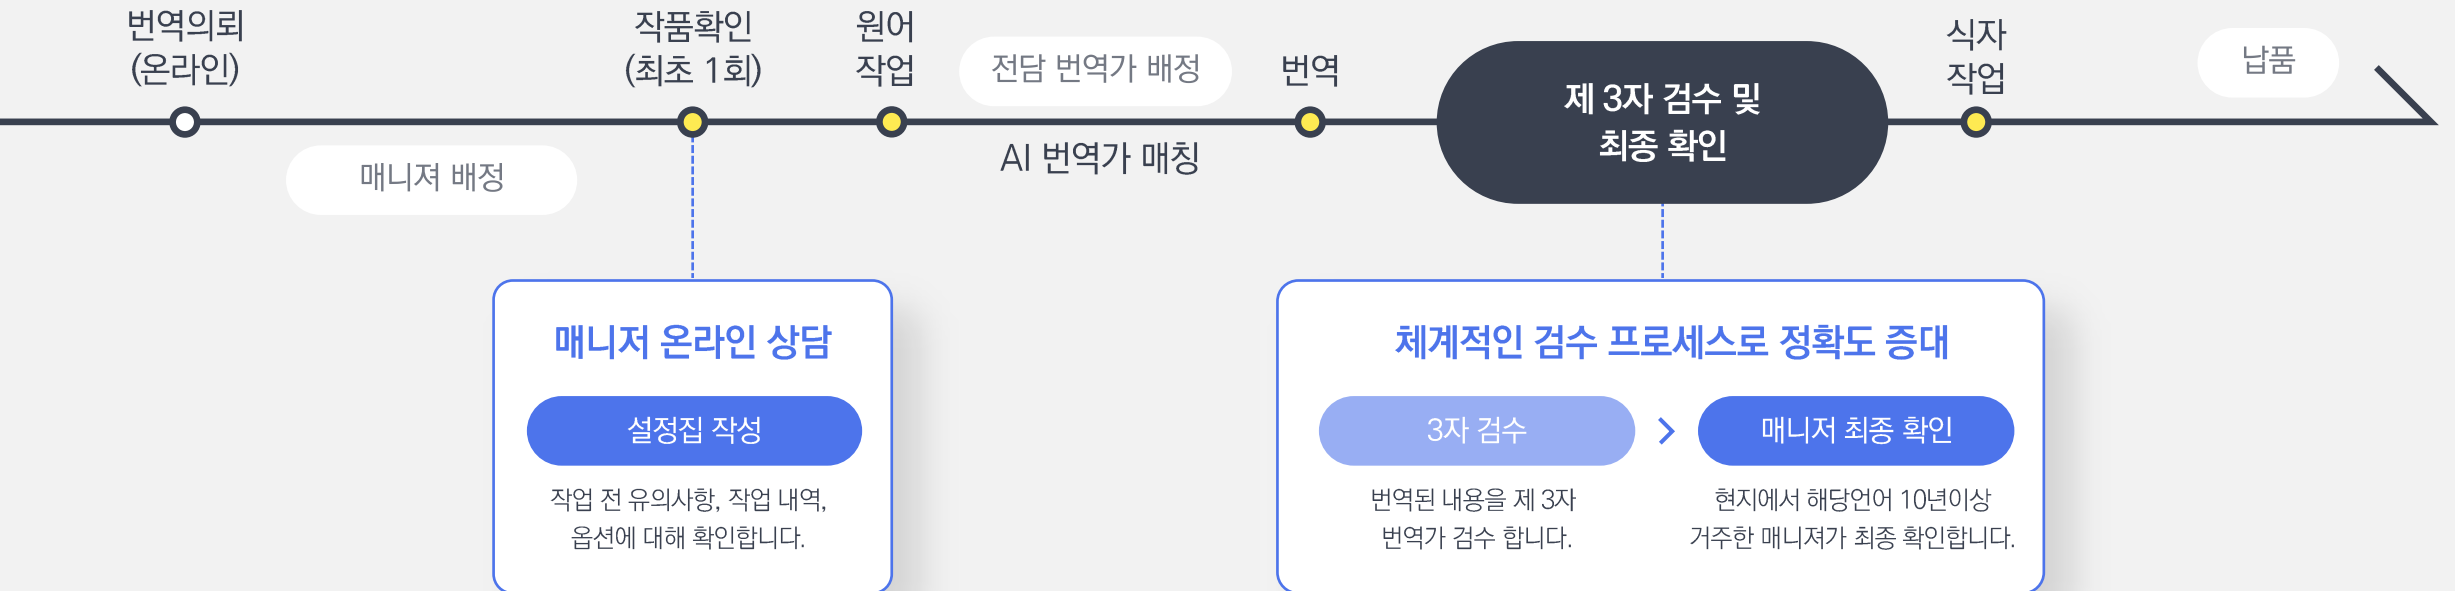 번역의뢰
(온라인)
매니져 배정
작품확인
(최초 1회)
원어
작업
전담 번역가 배정
AI 번역가 매칭
번역
제 3자 검수 및
최종 확인
식자
작업
납품
매니저 온라인 상담
설정집 작성
작업 전 유의사항, 작업 내역,
옵션에 대해 확인합니다.
체계적인 검수 프로세스로 정확도 증대
3자 검수
번역된 내용을 제 3자
번역가 검수 합니다.
매니저 최종 확인
현지에서 해당언어 10년이상
거주한 매니져가 최종 확인합니다.